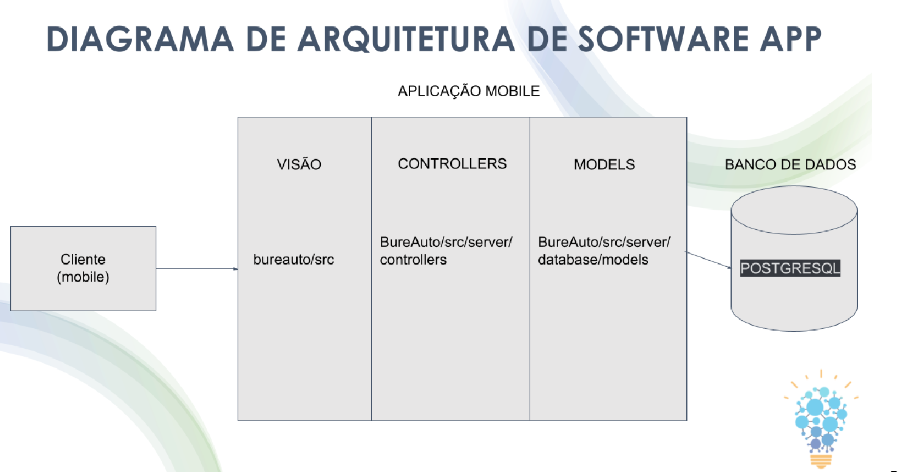 DIAGRAMA DE ARQUITETURA DE SOFTWARE APP
APLICAÇÃO MOBILE
VISÃO
CONTROLLERS
MODELS
BANCO DE DADOS
Cliente
(mobile)
bureauto/src
BureAuto/src/server/
controllers
BureAuto/src/server/
database/models
POSTGRESQL